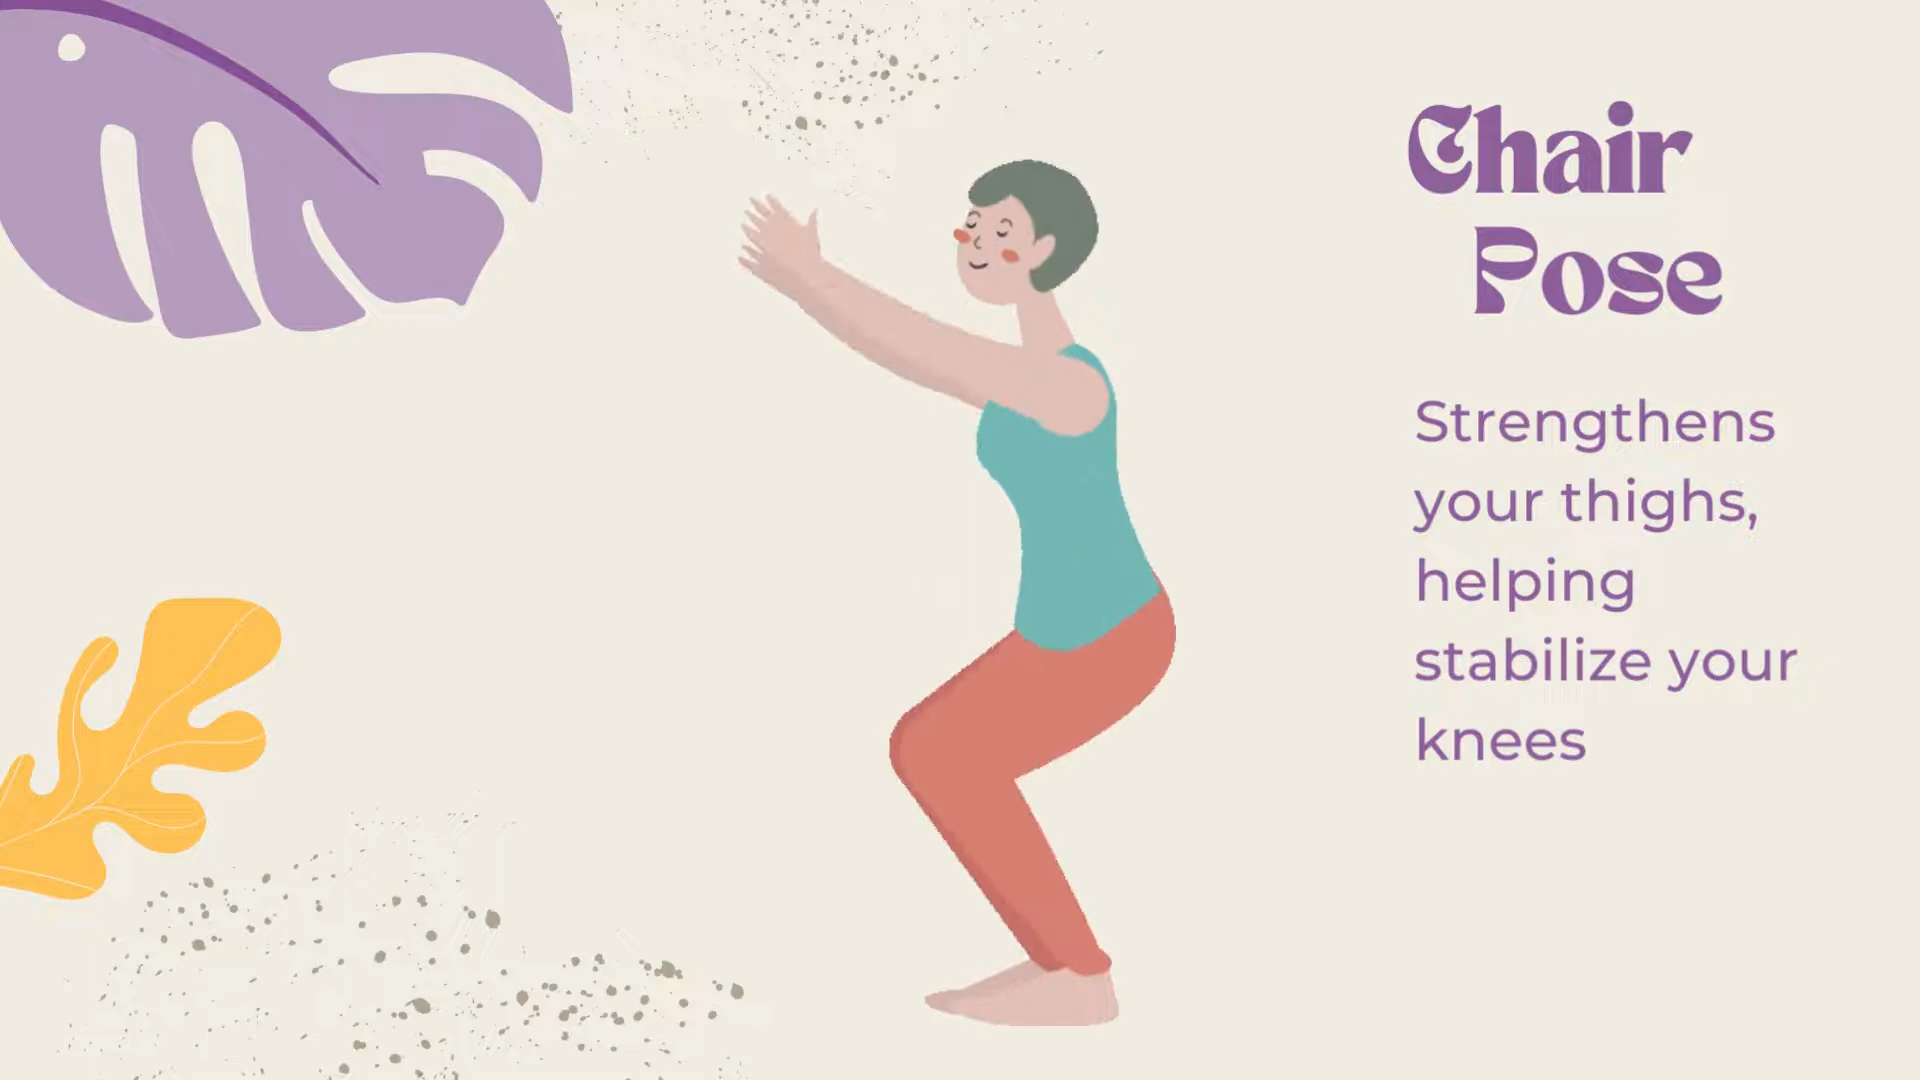 Chair
Pose
Strengthens
your thighs,
helping
stabilize your
knees